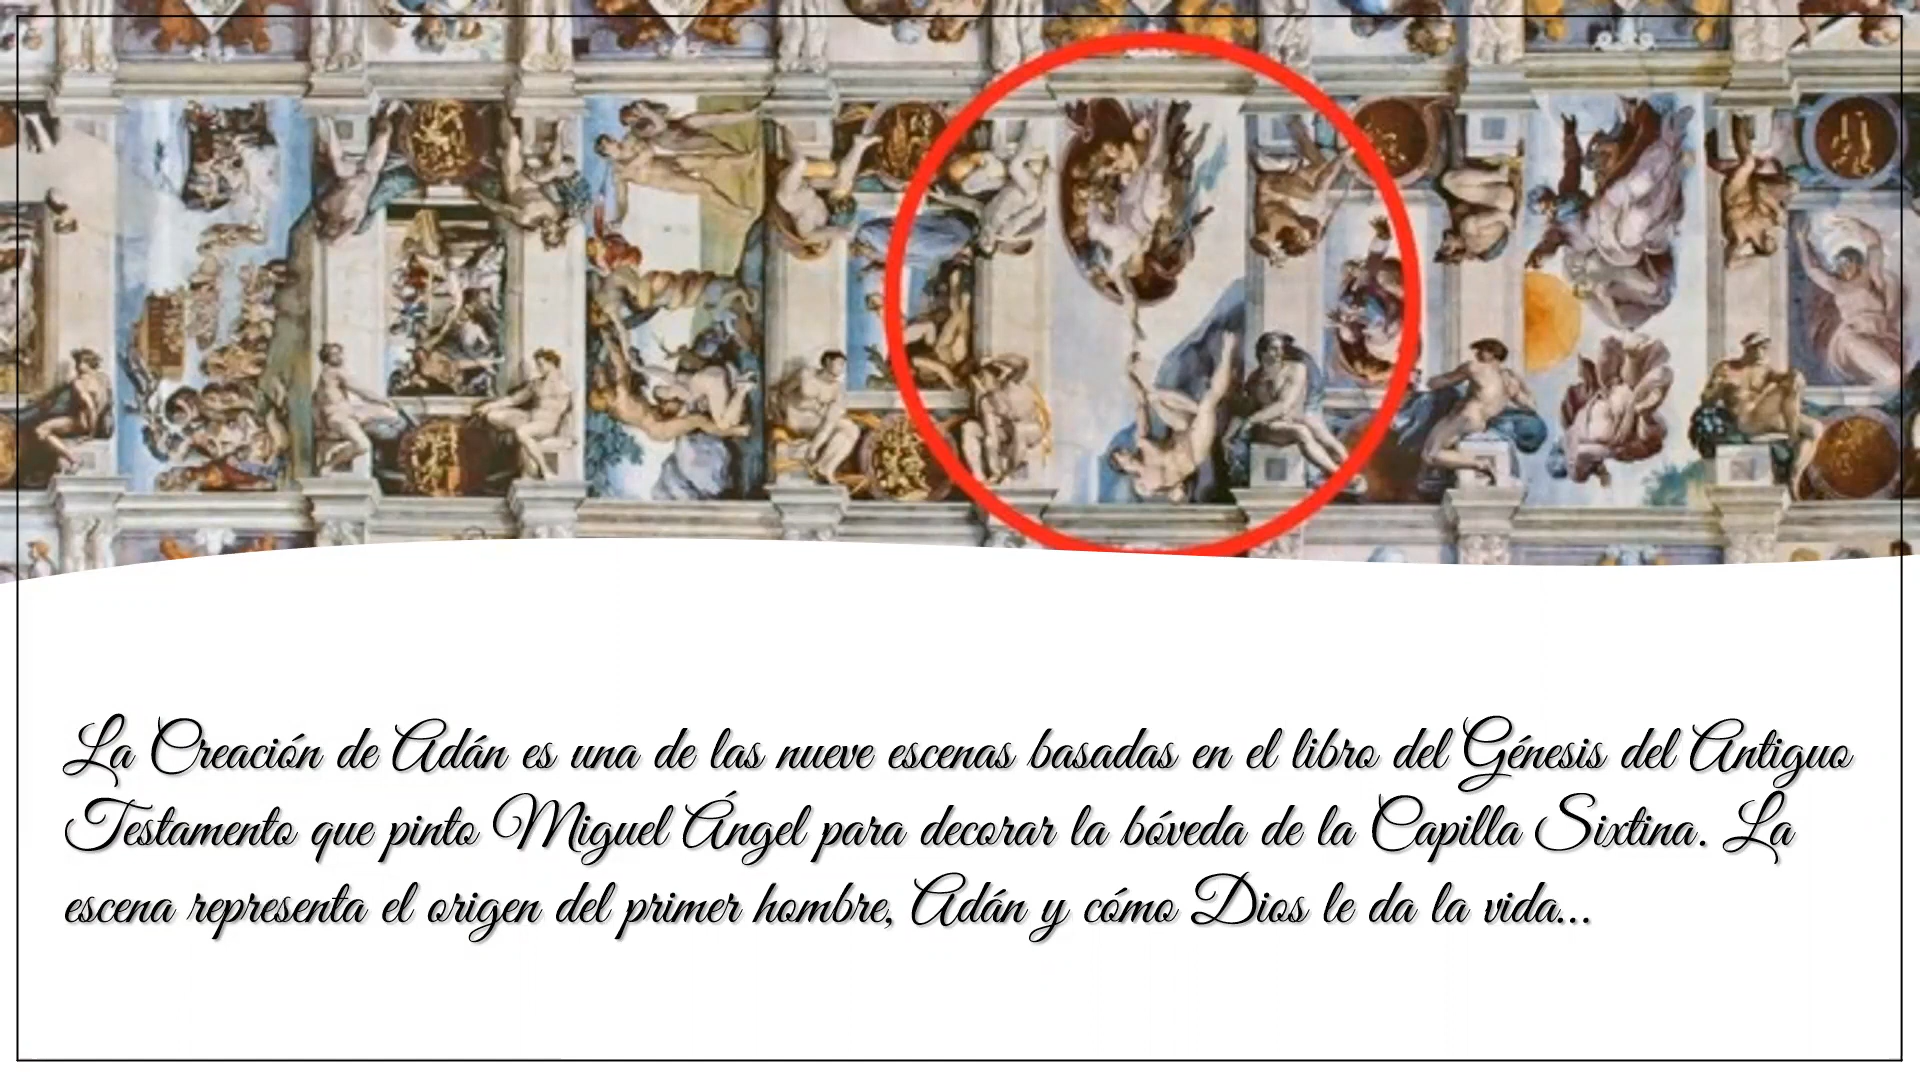 La Creación de Adán es una de las nueve escenas basadas en el libro del Génesis del Antiguo
Testamento que pinto Miguel Ángel para decorar la bóveda de la Capilla Sixtina. La
escena representa el origen del primer hombre, Adán y cómo Dios le da la vida...